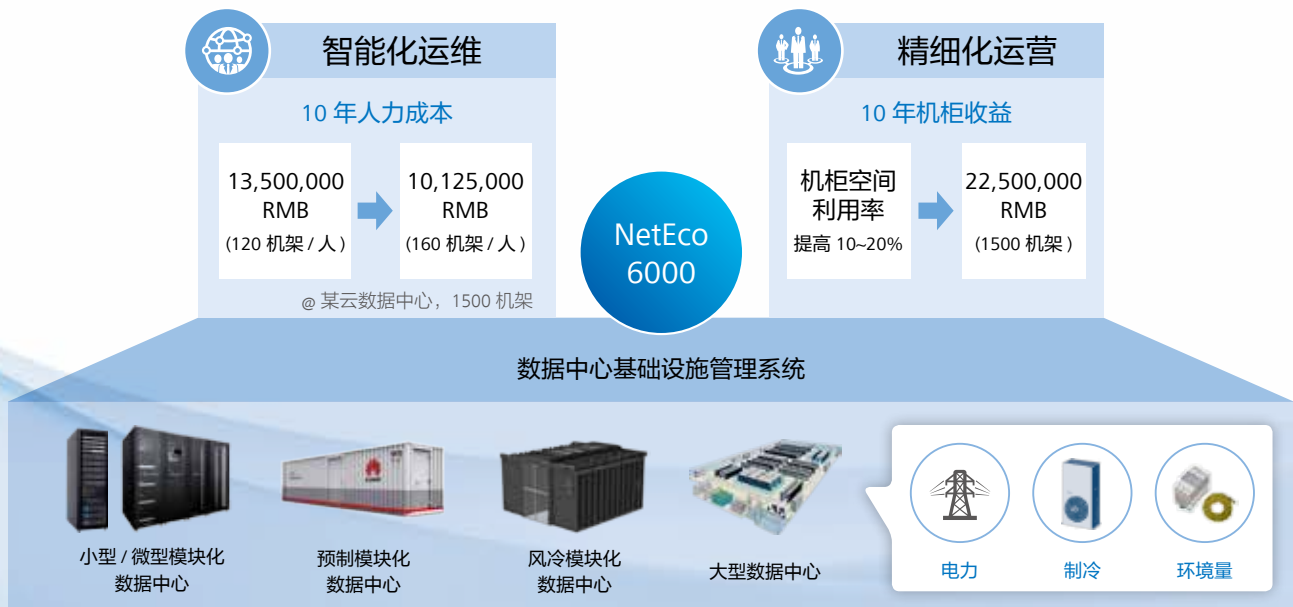 智能化运维
10 年人力成本
13,500,000
RMB
(120 机架 / 人 )
10,125,000
RMB
(160 机架 / 人 )
@ 某云数据中心，1500 机架
NetEco
6000
精细化运营
10 年机柜收益
机柜空间
利用率
提高 10~20%
22,500,000
RMB
(1500 机架 )
数据中心基础设施管理系统
小型 / 微型模块化
数据中心
预制模块化
数据中心
风冷模块化
数据中心
大型数据中心
电力
制冷
环境量